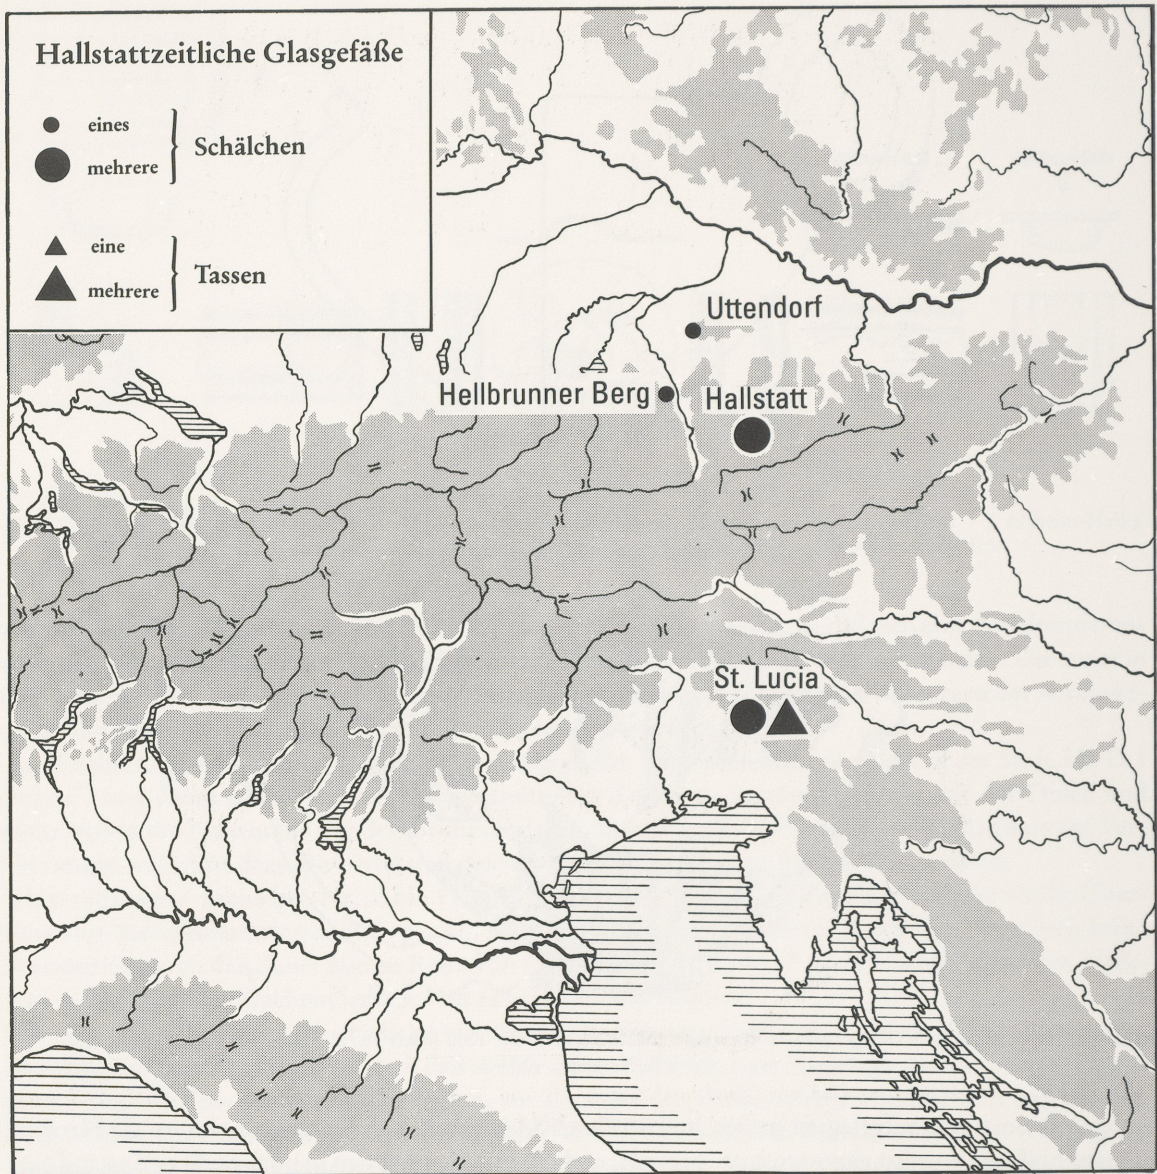 Hallstattzeitliche Glasgefäße
eines
mehrere
Schälchen
eine
mehrere
Tassen
Uttendorf
Hellbrunner Berg
Hallstatt
St. Lucia